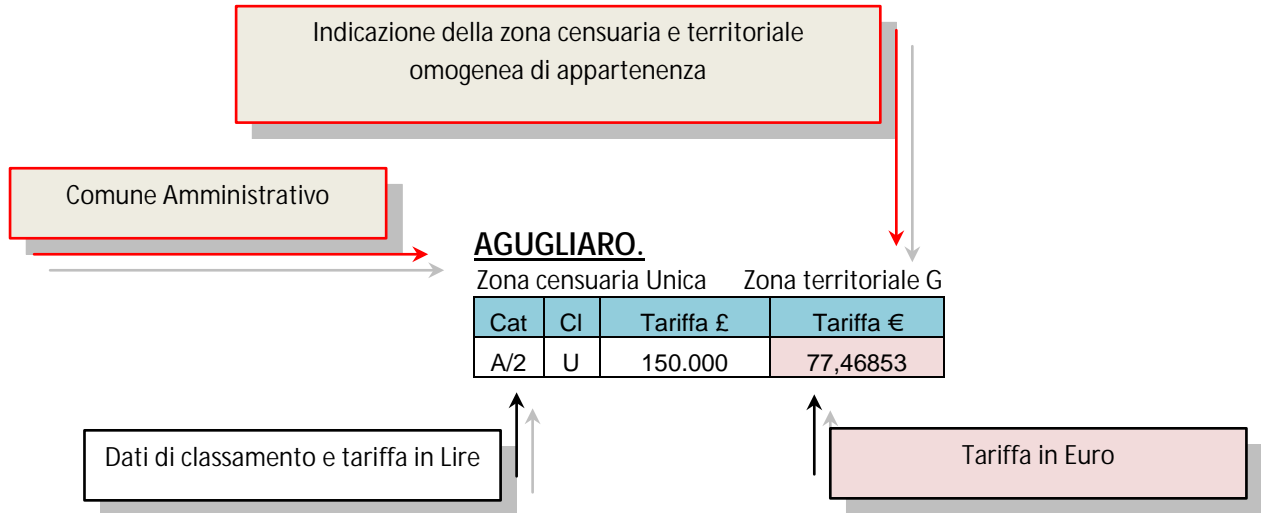 Indicazione della zona censuaria e territoriale
omogenea di appartenenza
Comune Amministrativo
AGUGLIARO.
Zona censuaria Unica Zona territoriale G
Cat Cl Tariffa £ Tariffa €
A/2 U 150.000 77,46853
Dati di classamento e tariffa in Lire
Tariffa in Euro